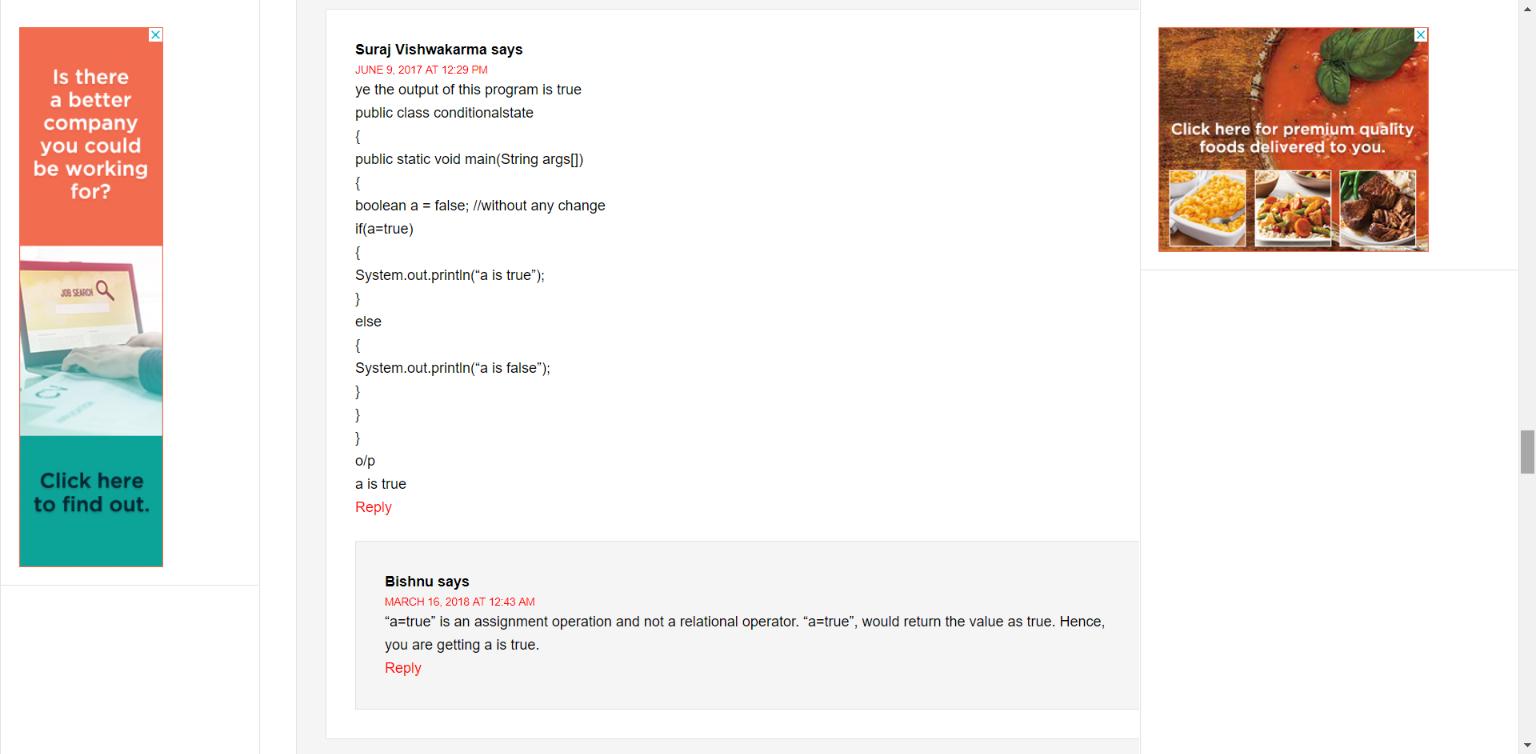 Is there
a better
company
you could
be working
for?
JOB SEARCH
Click here
to find out.
Suraj Vishwakarma says
JUNE 9, 2017 AT 12:29 PM
ye the output of this program is true
public class conditionalstate
{
public static void main(String args[])
{
boolean a = false; //without any change
if(a=true)
{
System.out.println(“a is true”);
}
else
{
System.out.println(“a is false”);
}
}
}
o/p
a is true
Reply
Bishnu says
MARCH 16, 2018 AT 12:43 AM
“a=true” is an assignment operation and not a relational operator. “a=true”, would return the value as true. Hence,
you are getting a is true.
Reply
Click here for premium quality
foods delivered to you.